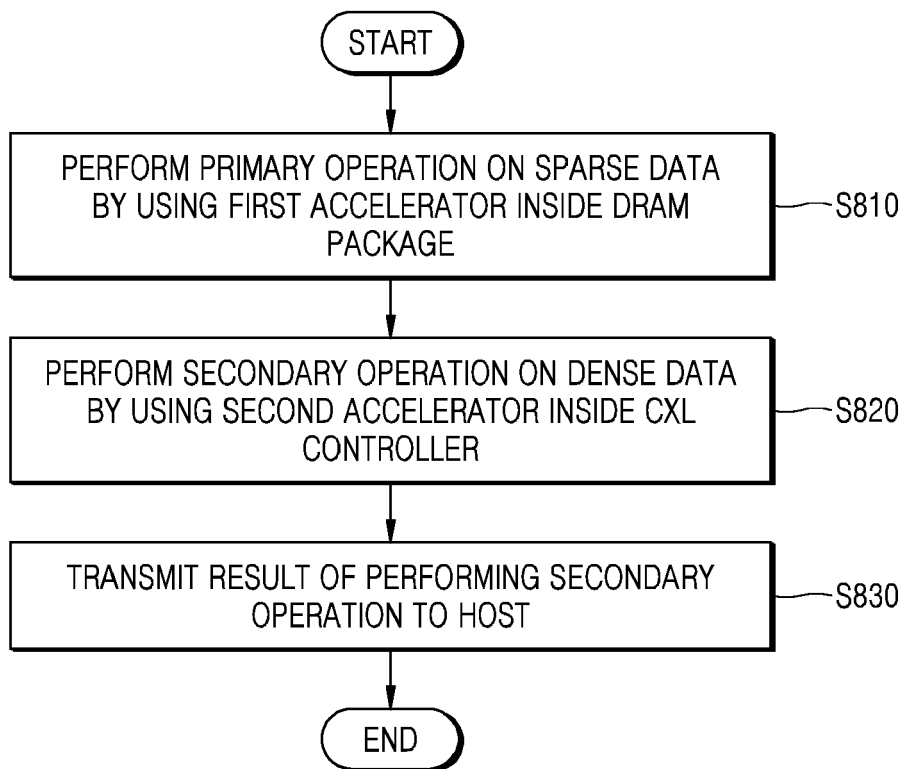 START
PERFORM PRIMARY OPERATION ON SPARSE DATA
BY USING FIRST ACCELERATOR INSIDE DRAM
PACKAGE
S810
PERFORM SECONDARY OPERATION ON DENSE DATA
BY USING SECOND ACCELERATOR INSIDE CXL
CONTROLLER
S820
TRANSMIT RESULT OF PERFORMING SECONDARY
OPERATION TO HOST
S830
END